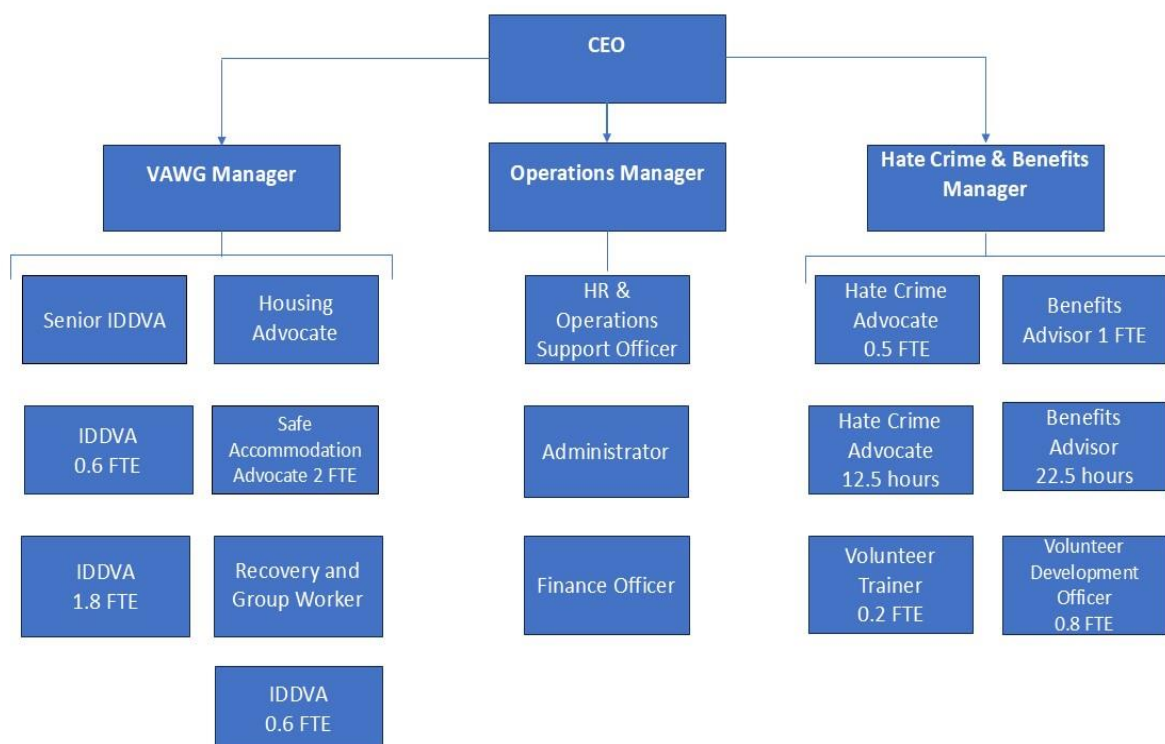 CEO
VAWG Manager
Operations Manager
Hate Crime & Benefits
Manager
Senior IDDVA
Housing
Advocate
HR &
Operations
Support Officer
Hate Crime
Advocate
0.5 FTE
Benefits
Advisor 1 FTE
IDDVA
0.6 FTE
Safe
Accommodation
Advocate 2 FTE
Administrator
Hate Crime
Advocate
12.5 hours
Benefits
Advisor
22.5 hours
IDDVA
1.8 FTE
Recovery and
Group Worker
Finance Officer
Volunteer
Trainer
0.2 FTE
Volunteer
Development
Officer
0.8 FTE
IDDVA
0.6 FTE